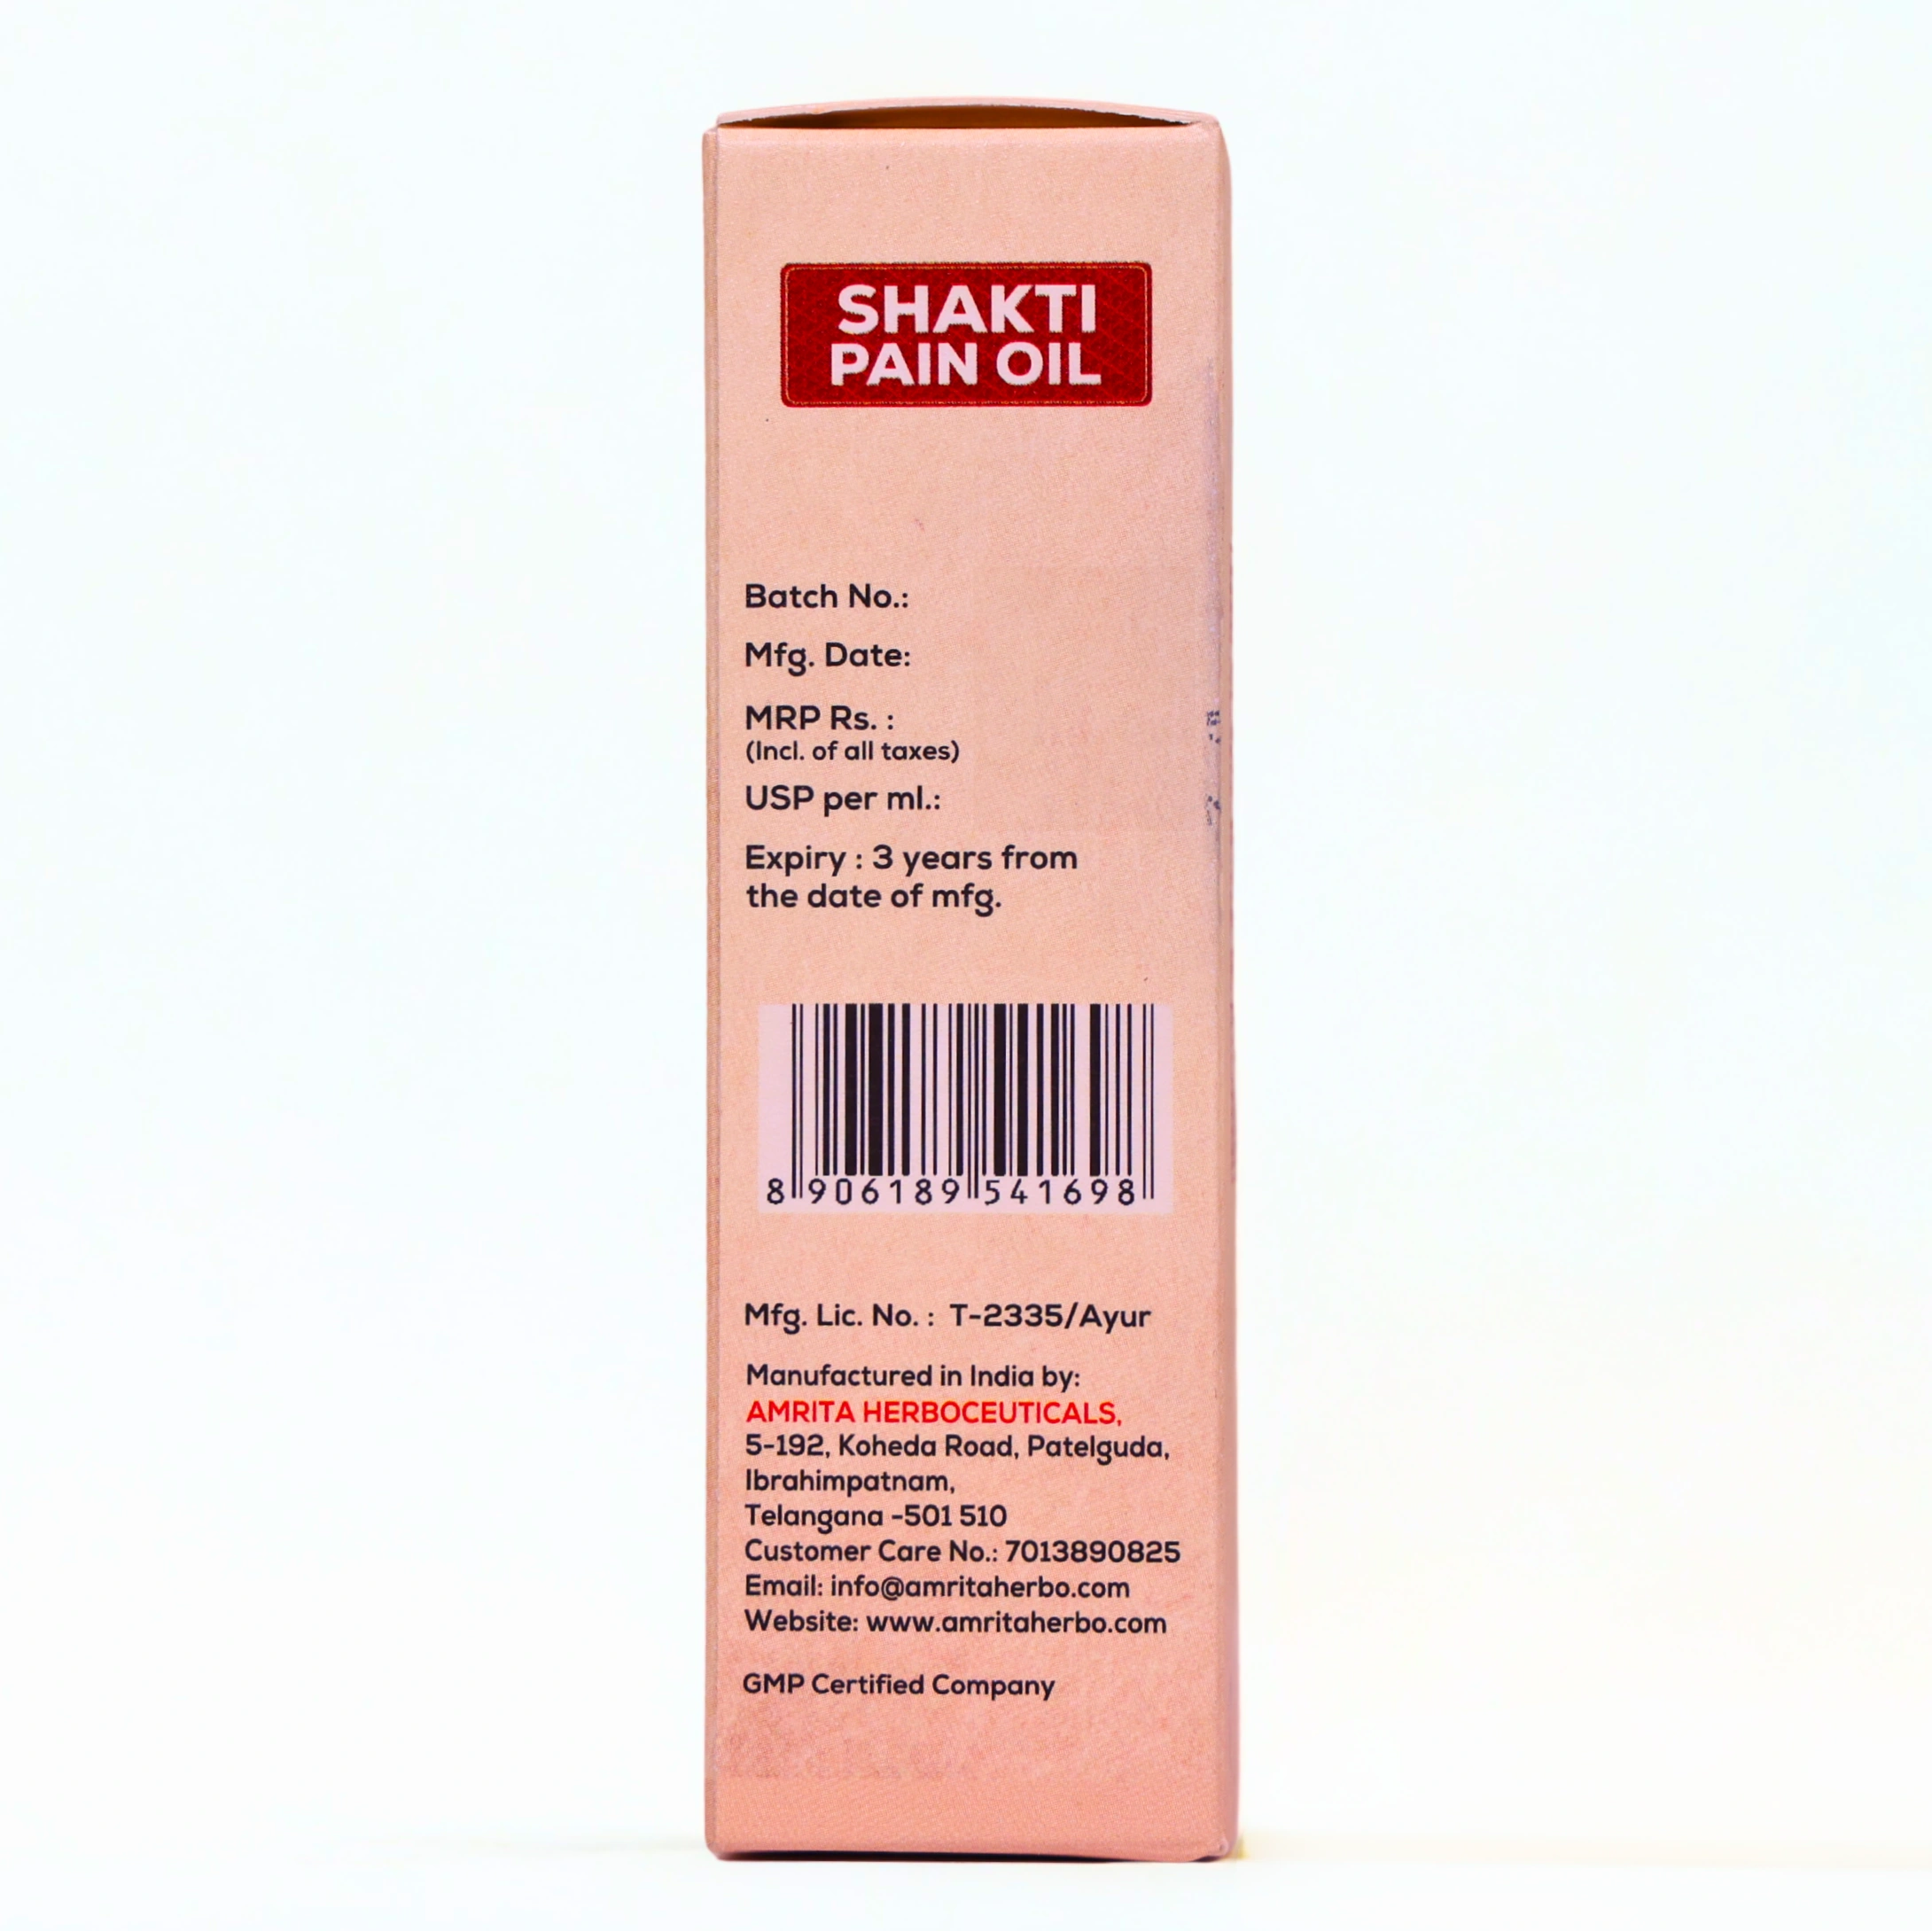 SHAKTI
PAIN OIL
Batch No.:
Mfg. Date:
MRP Rs. :
(Incl. of all taxes)
USP per ml.:
Expiry : 3 years from
the date of mfg.
8 906189 541698
Mfg. Lic. No. : T-2335/Ayur
Manufactured in India by:
AMRITA HERBOCEUTICALS,
5-192, Koheda Road, Patelguda,
Ibrahimpatnam,
Telangana -501 510
Customer Care No.: 7013890825
Email: info@amritaherbo.com
Website: www.amritaherbo.com
GMP Certified Company